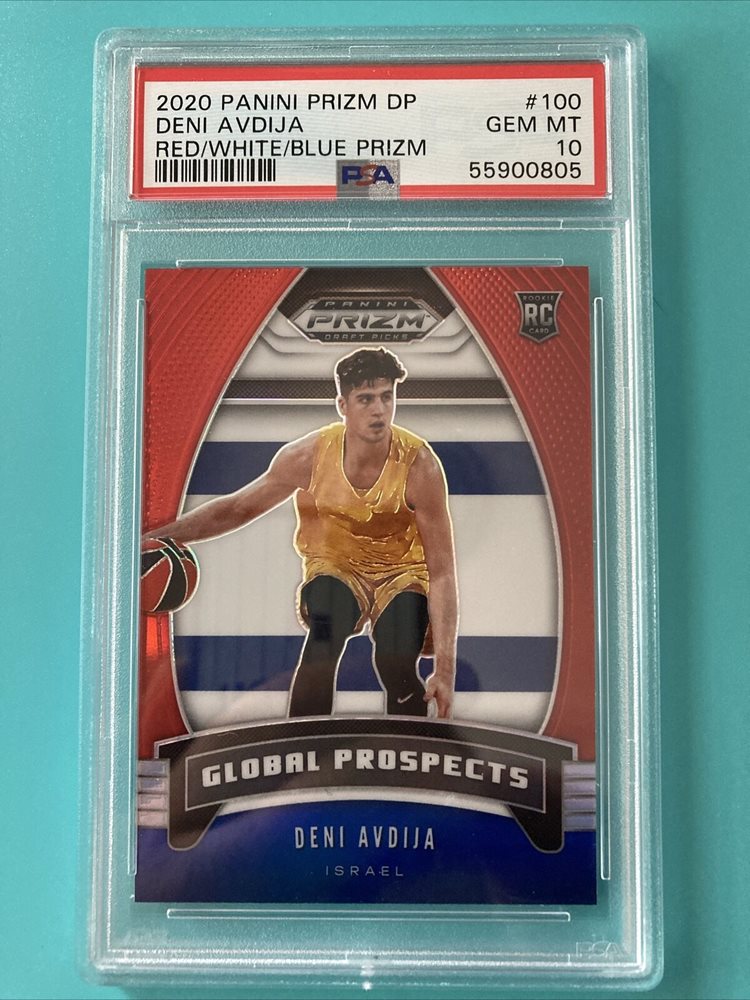 2020 PANINI PRIZM DP #100
DENI AVDIJA GEM MT
RED/WHITE/BLUE PRIZM 10
PSA 55900805
PANINI
PRIZM
DRAFT PICKS
ROOKIE
RC
CARD
GLOBAL PROSPECTS
DENI AVDIJA
ISRAEL
PSA